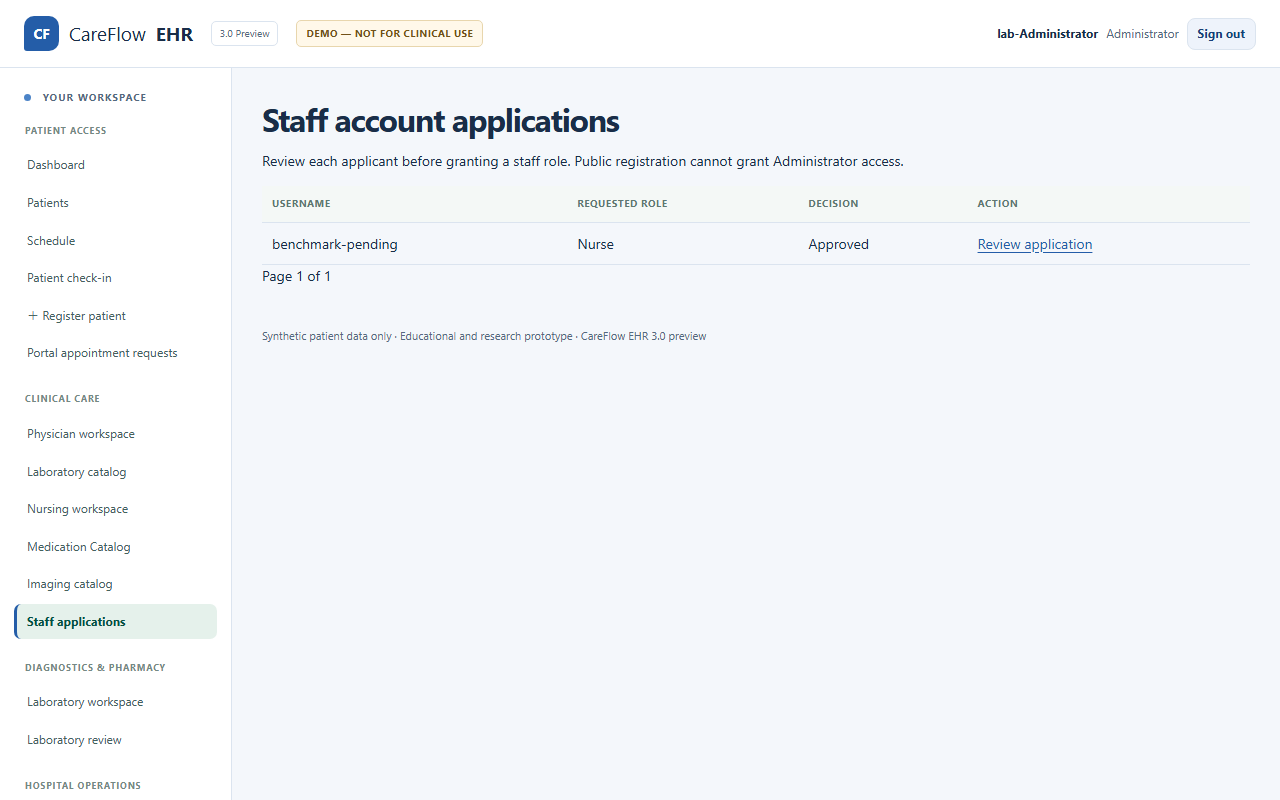 CF CareFlow EHR 3.0 Preview DEMO — NOT FOR CLINICAL USE lab-Administrator Administrator Sign out
YOUR WORKSPACE
PATIENT ACCESS
Dashboard
Patients
Schedule
Patient check-in
+ Register patient
Portal appointment requests
CLINICAL CARE
Physician workspace
Laboratory catalog
Nursing workspace
Medication Catalog
Imaging catalog
Staff applications
DIAGNOSTICS & PHARMACY
Laboratory workspace
Laboratory review
HOSPITAL OPERATIONS
Staff account applications
Review each applicant before granting a staff role. Public registration cannot grant Administrator access.
USERNAME REQUESTED ROLE DECISION ACTION
benchmark-pending Nurse Approved Review application
Page 1 of 1
Synthetic patient data only · Educational and research prototype · CareFlow EHR 3.0 preview